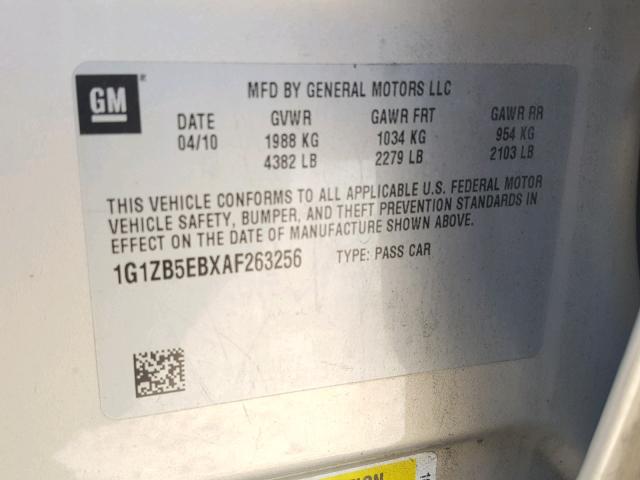 GM
MFD BY GENERAL MOTORS LLC
DATE GVWR GAWR FRT GAWR RR
04/10 1988 KG 1034 KG 954 KG
4382 LB 2279 LB 2103 LB
THIS VEHICLE CONFORMS TO ALL APPLICABLE U.S. FEDERAL MOTOR
VEHICLE SAFETY, BUMPER, AND THEFT PREVENTION STANDARDS IN
EFFECT ON THE DATE OF MANUFACTURE SHOWN ABOVE.
1G1ZB5EBXAF263256 TYPE: PASS CAR